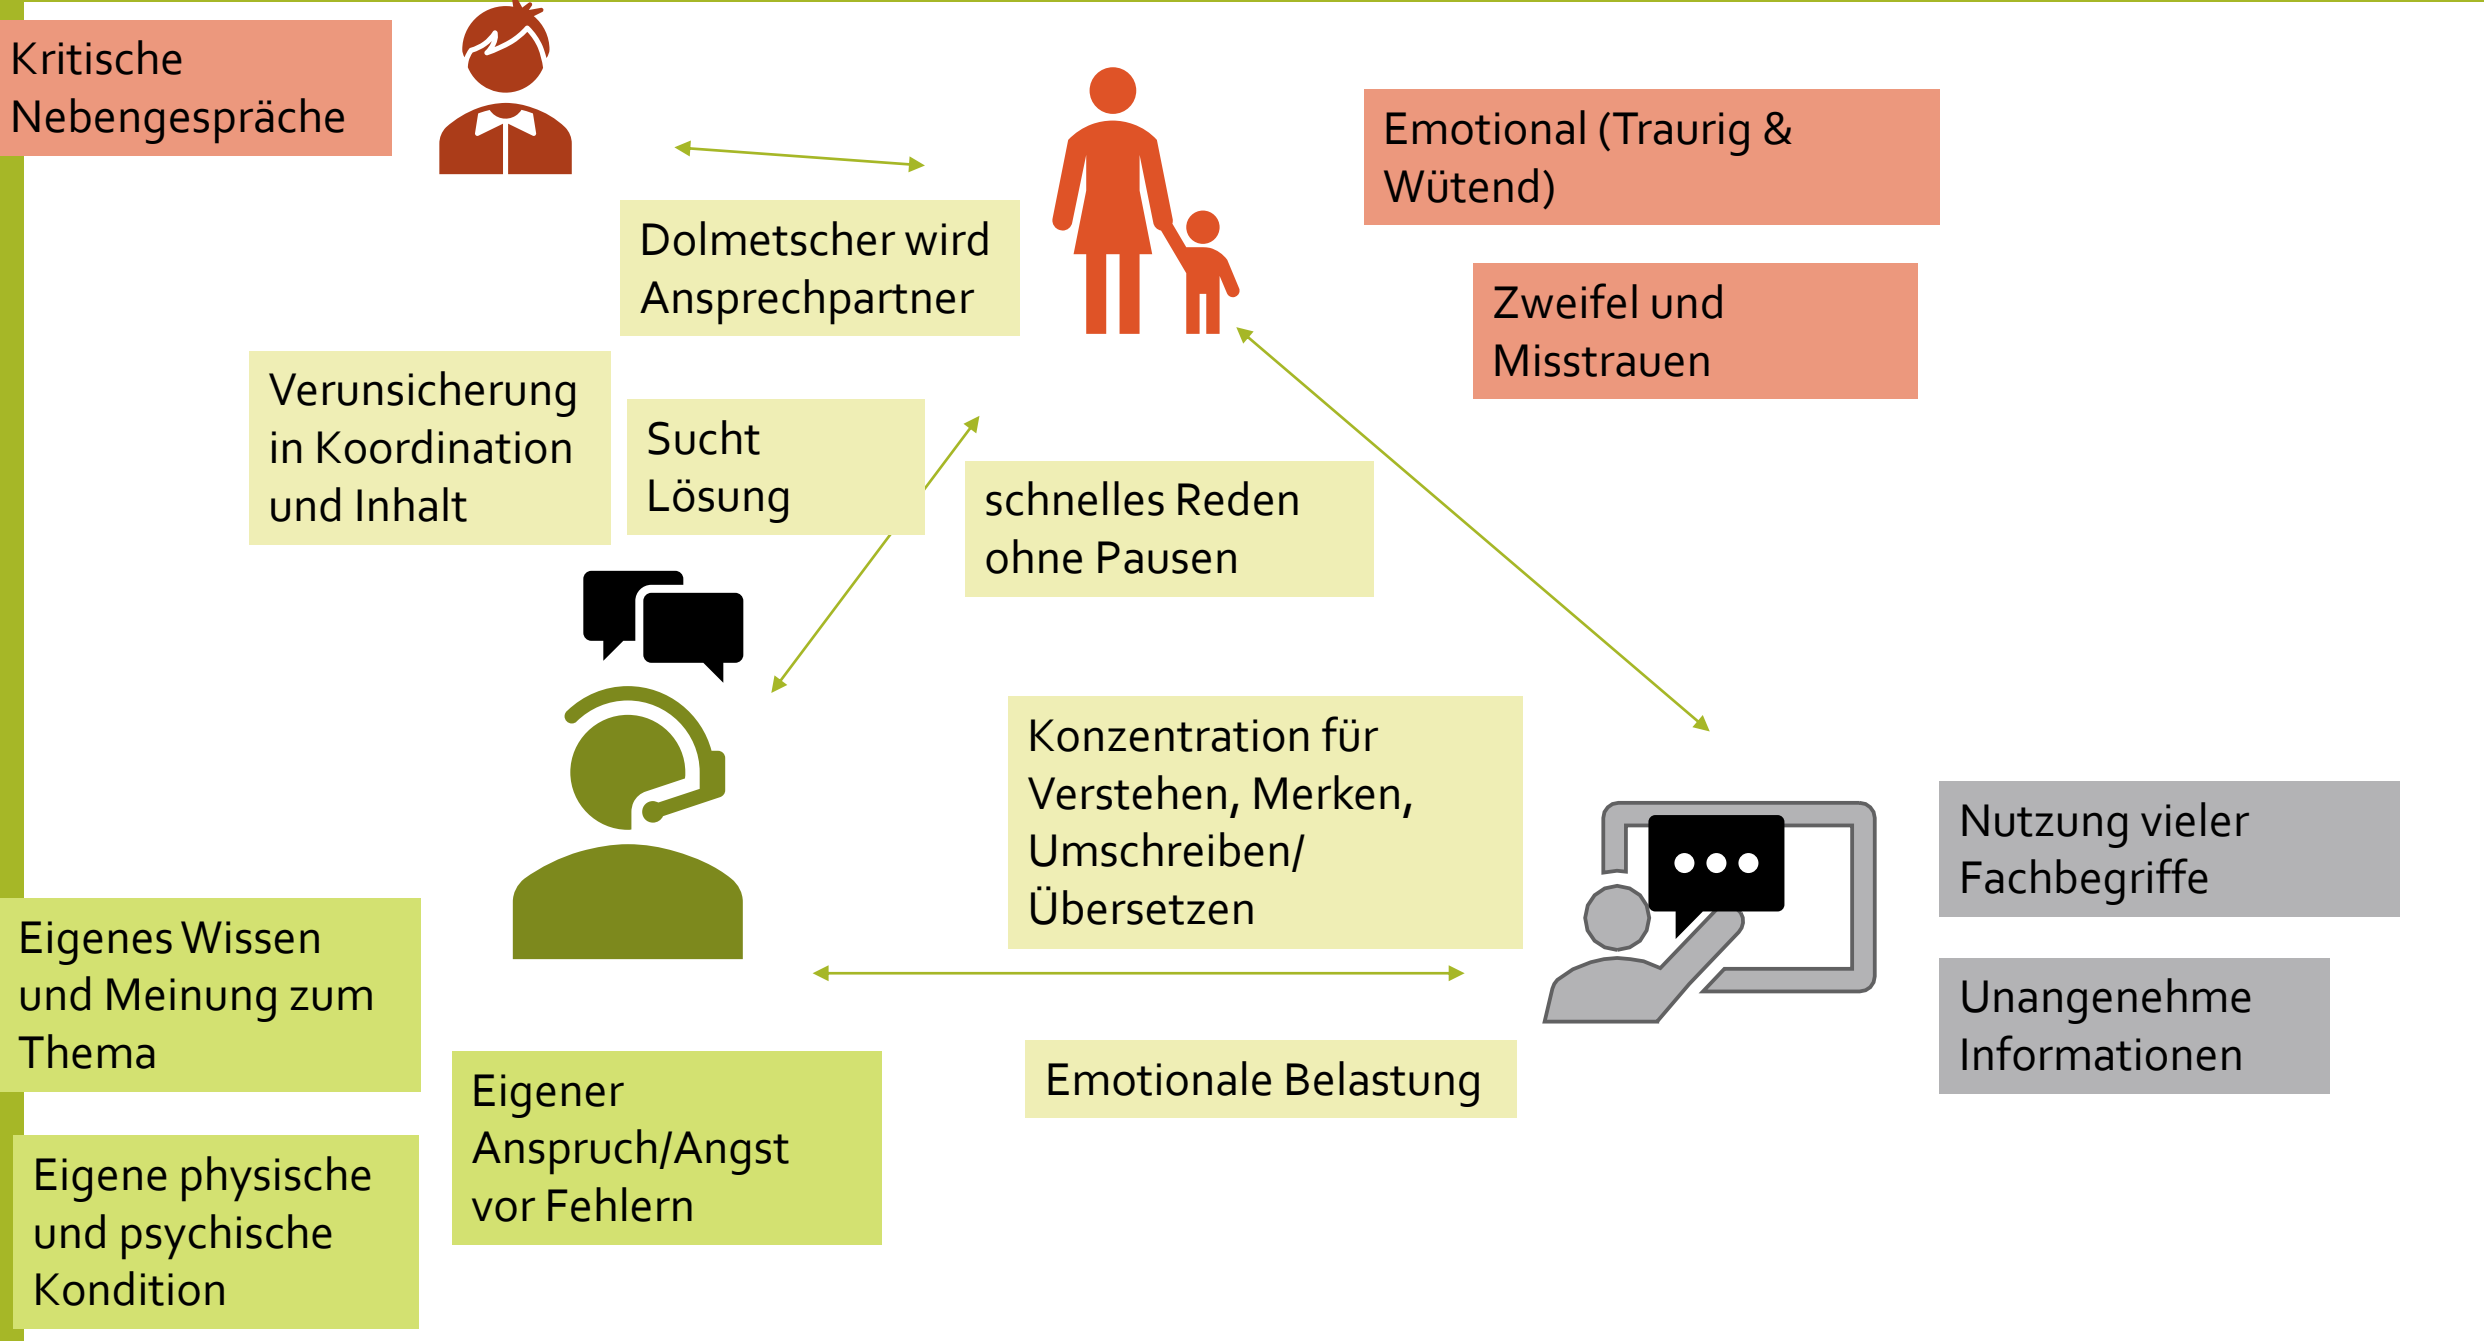 Kritische
Nebengespräche
Emotional (Traurig &
Wütend)
Dolmetscher wird
Ansprechpartner
Zweifel und
Misstrauen
Verunsicherung
in Koordination
und Inhalt
Sucht
Lösung
schnelles Reden
ohne Pausen
Konzentration für
Verstehen, Merken,
Umschreiben/
Übersetzen
Nutzung vieler
Fachbegriffe
Eigenes Wissen
und Meinung zum
Thema
Unangenehme
Informationen
Eigener
Anspruch/Angst
vor Fehlern
Emotionale Belastung
Eigene physische
und psychische
Kondition